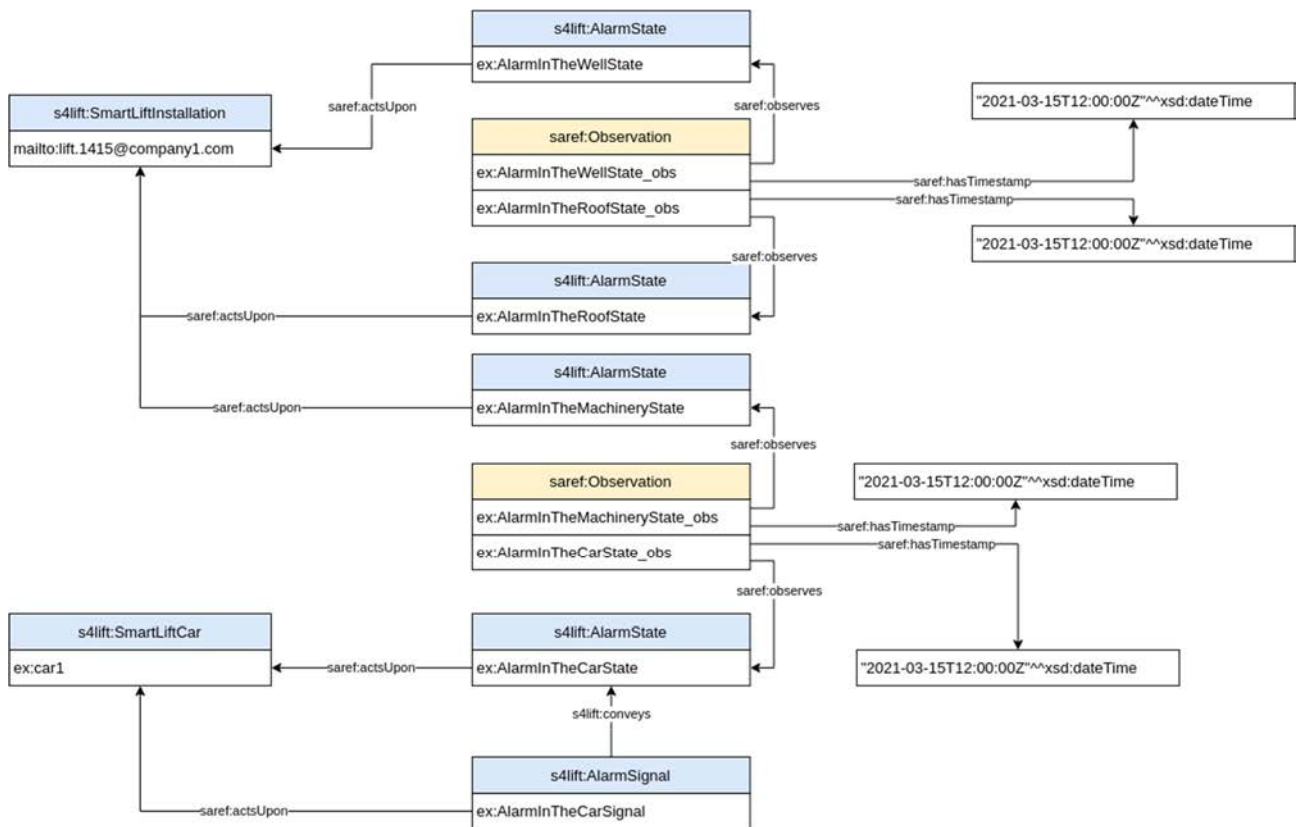 s4lift:AlarmState
ex:AlarmInTheWellState
saref:actsUpon
saref:observes
s4lift:SmartLiftInstallation
mailto:lift.1415@company1.com
"2021-03-15T12:00:00Z"^^xsd:dateTime
saref:Observation
ex:AlarmInTheWellState_obs
saref:hasTimestamp
ex:AlarmInTheRoofState_obs
saref:hasTimestamp
"2021-03-15T12:00:00Z"^^xsd:dateTime
saref:observes
s4lift:AlarmState
ex:AlarmInTheRoofState
saref:actsUpon
s4lift:AlarmState
ex:AlarmInTheMachineryState
saref:actsUpon
saref:observes
saref:Observation
"2021-03-15T12:00:00Z"^^xsd:dateTime
ex:AlarmInTheMachineryState_obs
saref:hasTimestamp
ex:AlarmInTheCarState_obs
saref:hasTimestamp
saref:observes
s4lift:SmartLiftCar
ex:car1
s4lift:AlarmState
ex:AlarmInTheCarState
saref:actsUpon
"2021-03-15T12:00:00Z"^^xsd:dateTime
s4lift:conveys
s4lift:AlarmSignal
ex:AlarmInTheCarSignal
saref:actsUpon